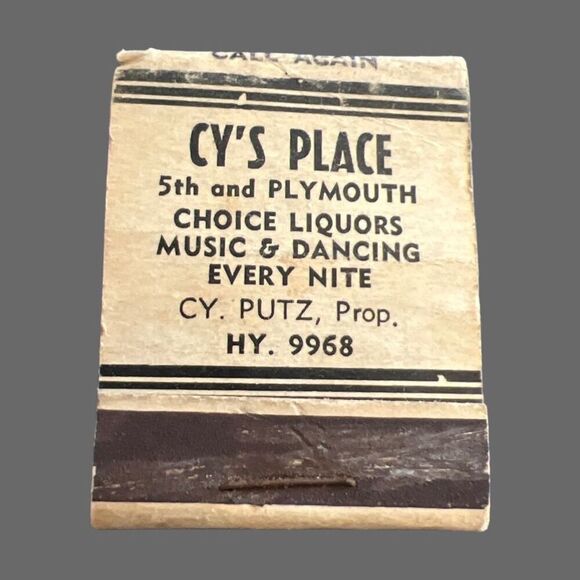 CALL AGAIN
CY'S PLACE
5th and PLYMOUTH
CHOICE LIQUORS
MUSIC & DANCING
EVERY NITE
CY. PUTZ, Prop.
HY. 9968